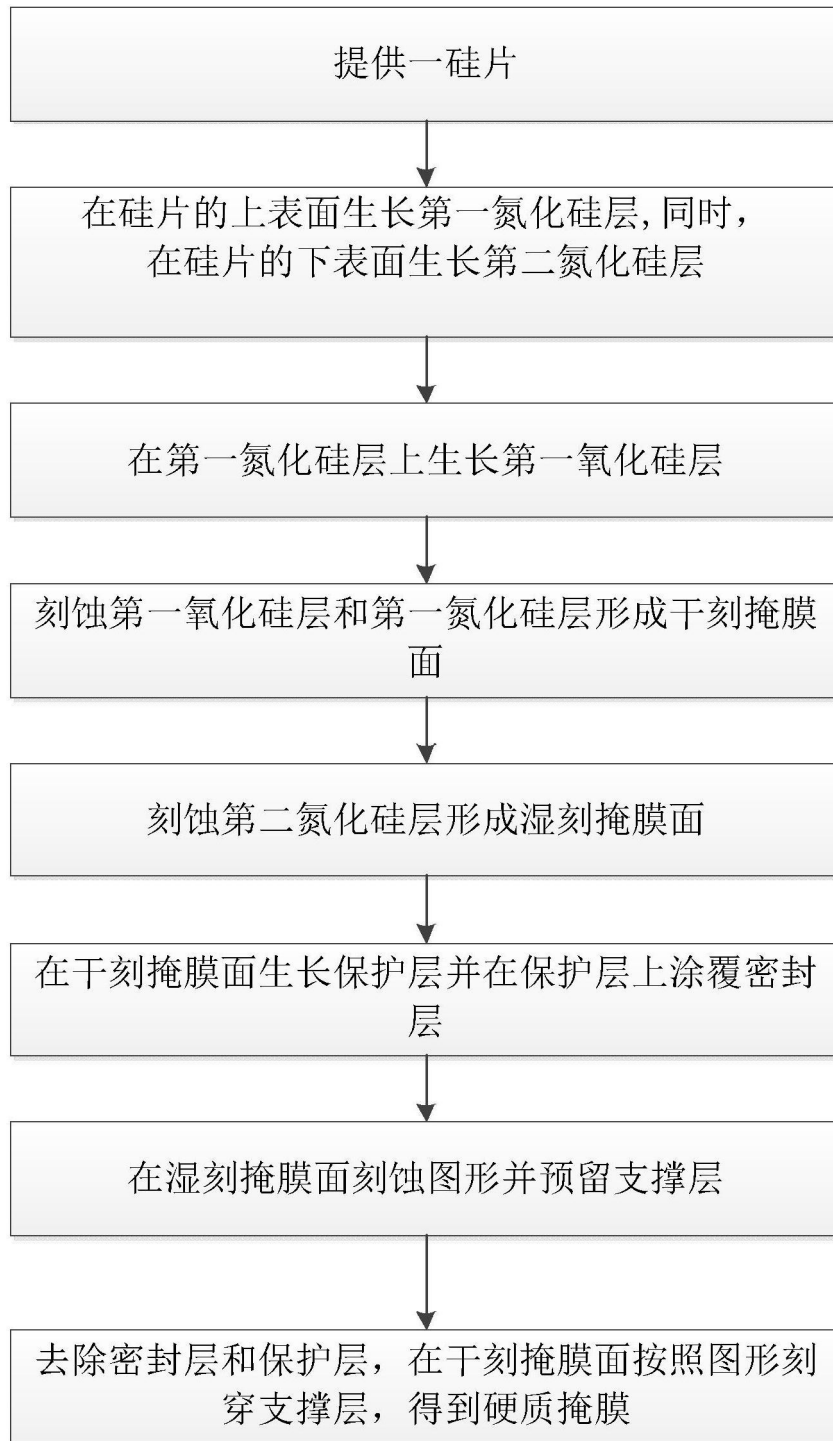 提供一硅片
在硅片的上表面生长第一氮化硅层,同时，
在硅片的下表面生长第二氮化硅层
在第一氮化硅层上生长第一氧化硅层
刻蚀第一氧化硅层和第一氮化硅层形成干刻掩膜
面
刻蚀第二氮化硅层形成湿刻掩膜面
在干刻掩膜面生长保护层并在保护层上涂覆密封
层
在湿刻掩膜面刻蚀图形并预留支撑层
去除密封层和保护层，在干刻掩膜面按照图形刻
穿支撑层，得到硬质掩膜